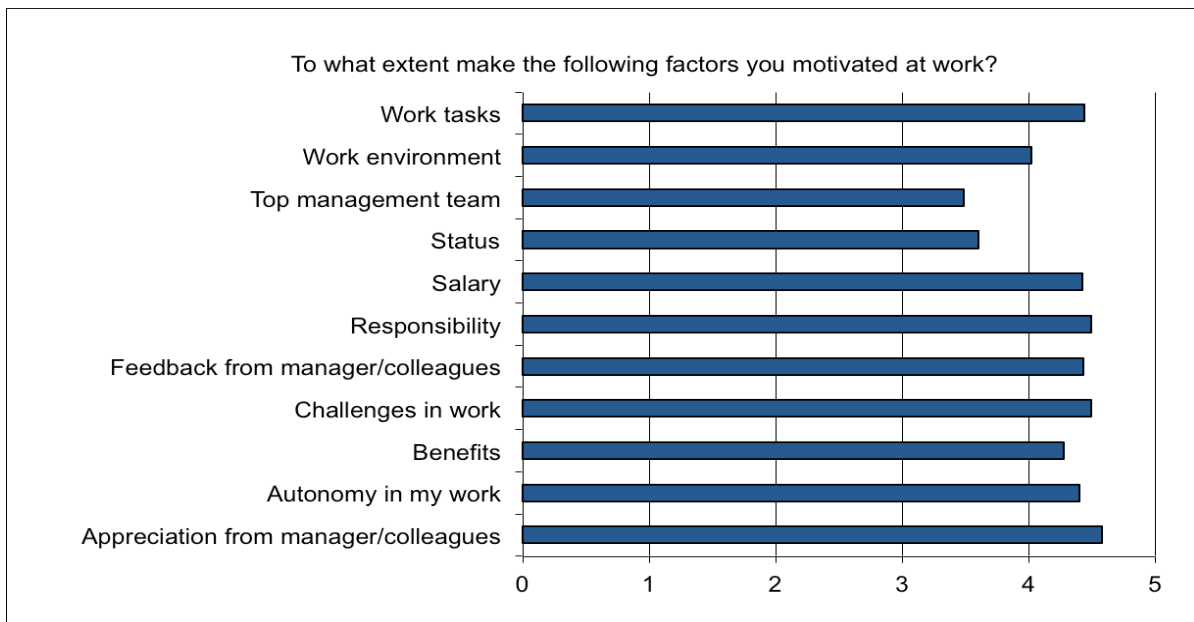 To what extent make the following factors you motivated at work?
Work tasks
Work environment
Top management team
Status
Salary
Responsibility
Feedback from manager/colleagues
Challenges in work
Benefits
Autonomy in my work
Appreciation from manager/colleagues
0 1 2 3 4 5